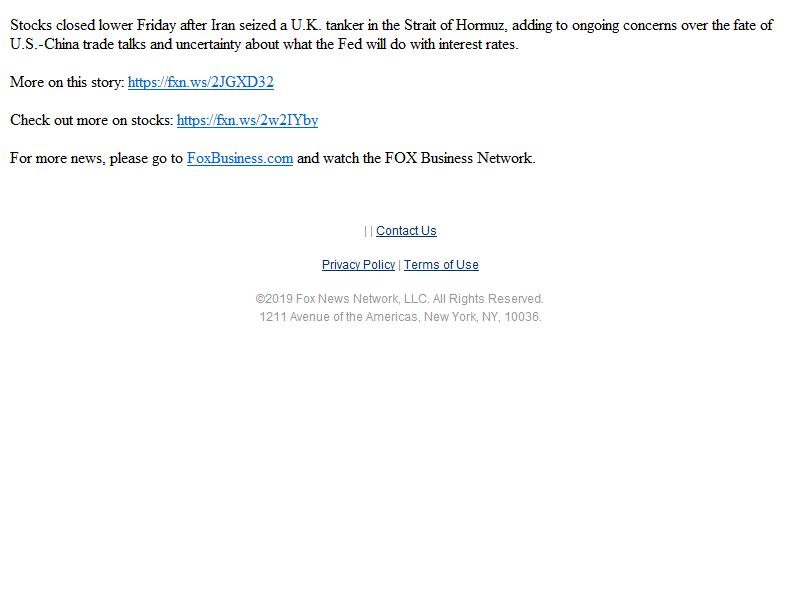 Stocks closed lower Friday after Iran seized a U.K. tanker in the Strait of Hormuz, adding to ongoing concerns over the fate of
U.S.-China trade talks and uncertainty about what the Fed will do with interest rates.
More on this story: https://fxn.ws/2JGXD32
Check out more on stocks: https://fxn.ws/2w2IYby
For more news, please go to FoxBusiness.com and watch the FOX Business Network.
| | Contact Us
Privacy Policy | Terms of Use
©2019 Fox News Network, LLC. All Rights Reserved.
1211 Avenue of the Americas, New York, NY, 10036.